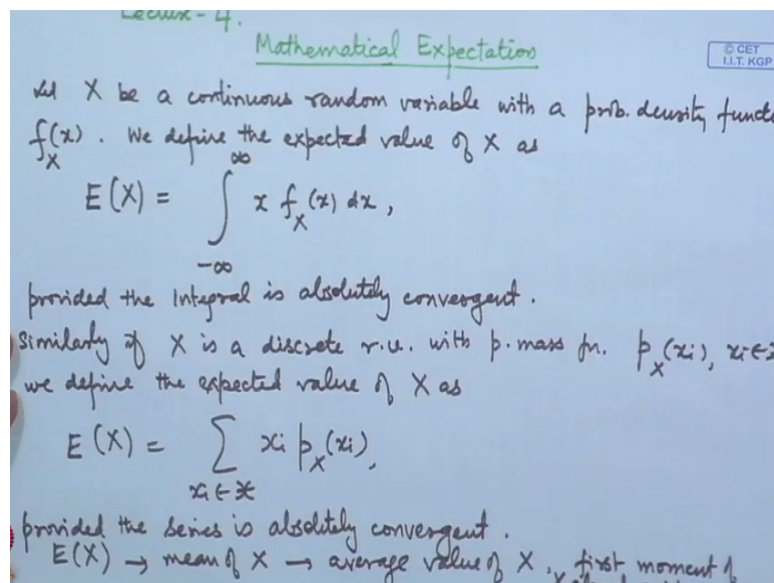 Lecture - 4.
Mathematical Expectation
© CET
I.I.T. KGP
Let X be a continuous random variable with a prob. density funct
f_X(x). We define the expected value of X as
E(X) = ∫_{-∞}^{∞} x f_X(x) dx,
provided the integral is absolutely convergent.
Similarly if X is a discrete r.u. with p. mass fn. p_X(xi), xi ∈
we define the expected value of X as
E(X) = Σ_{xi ∈ 𝒳} xi p_X(xi),
provided the series is absolutely convergent.
E(X) → mean of X → average value of X, first moment of